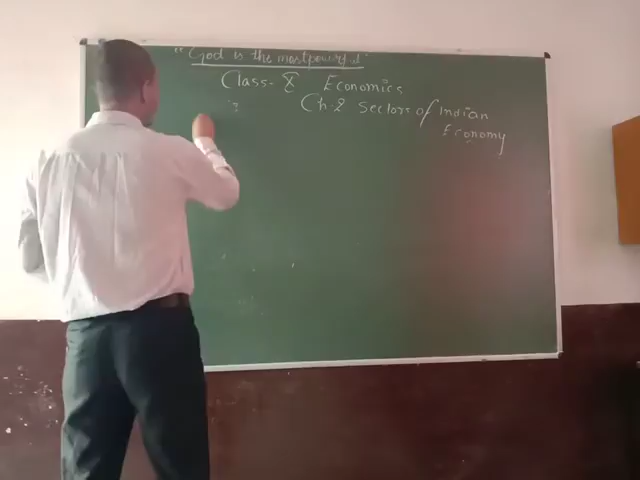 "God is the most powerful"
Class- X Economics
Ch-2 Sectors of Indian
Economy